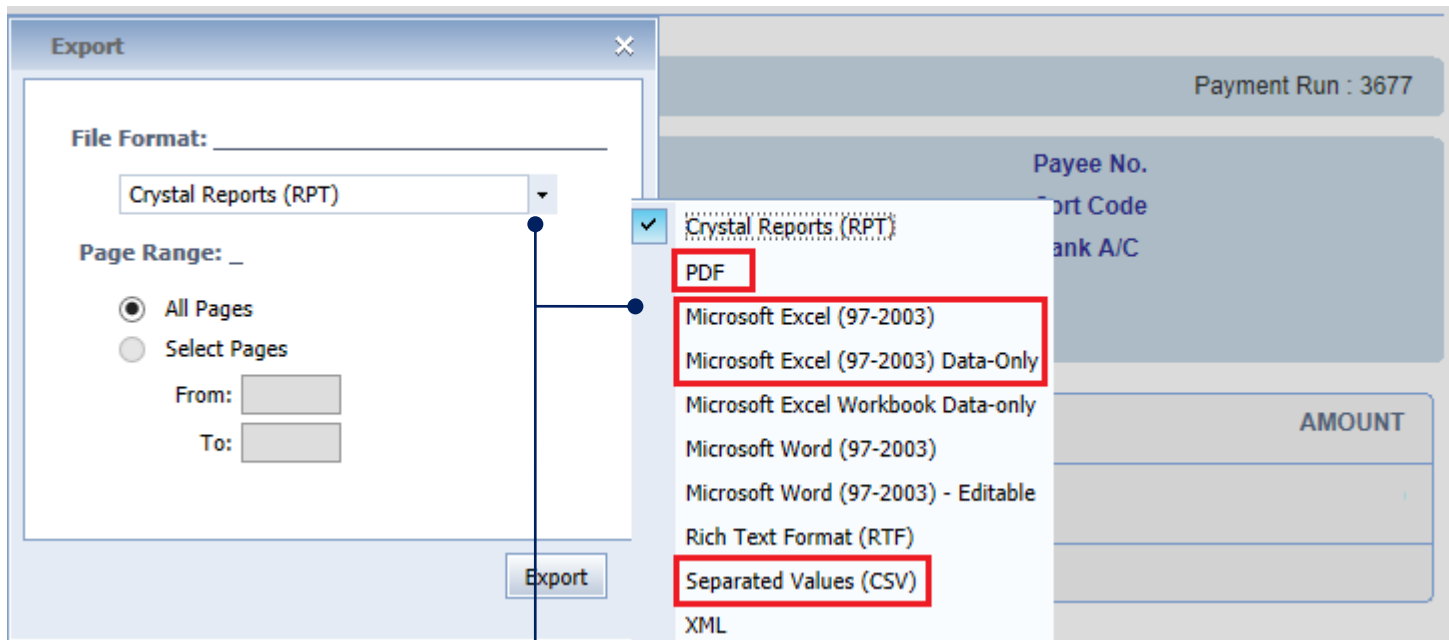 Export
Payment Run : 3677
File Format:
Crystal Reports (RPT)
Page Range:
All Pages
Select Pages
From:
To:
Export
Payee No.
Sort Code
ank A/C
AMOUNT
Crystal Reports (RPT)
PDF
Microsoft Excel (97-2003)
Microsoft Excel (97-2003) Data-Only
Microsoft Excel Workbook Data-only
Microsoft Word (97-2003)
Microsoft Word (97-2003) - Editable
Rich Text Format (RTF)
Separated Values (CSV)
XML